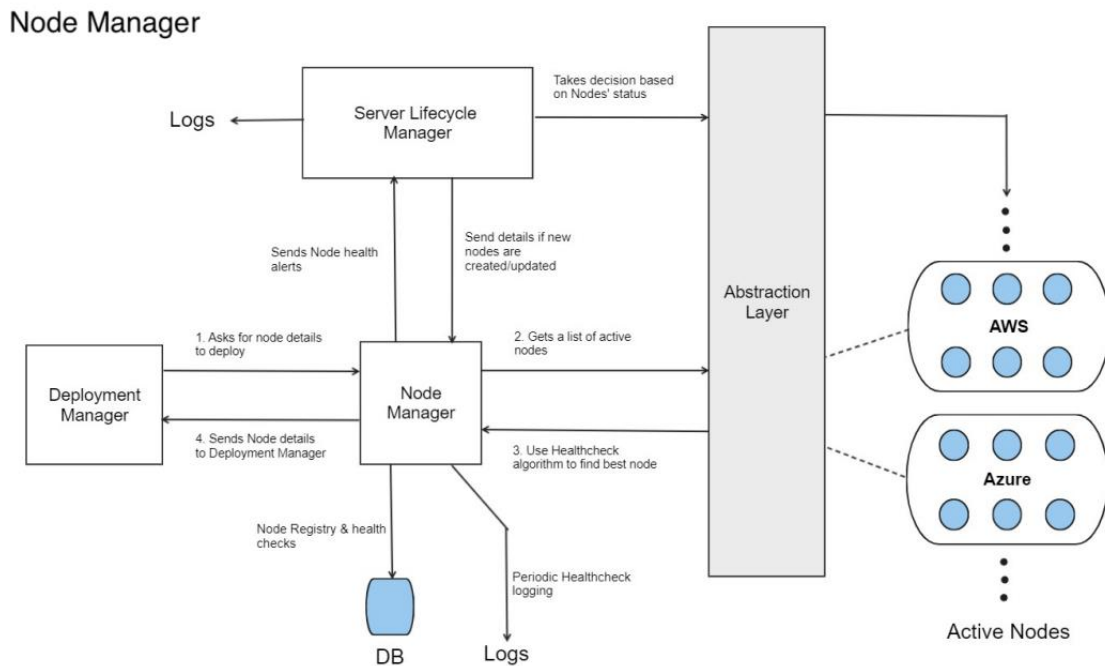 Node Manager
Takes decision based
on Nodes' status
Logs
Server Lifecycle
Manager
Sends Node health
alerts
Send details if new
nodes are
created/updated
Abstraction
Layer
AWS
1. Asks for node details
to deploy
2. Gets a list of active
nodes
Deployment
Manager
Node
Manager
4. Sends Node details
to Deployment Manager
3. Use Healthcheck
algorithm to find best node
Azure
Node Registry & health
checks
Periodic Healthcheck
logging
DB
Logs
Active Nodes